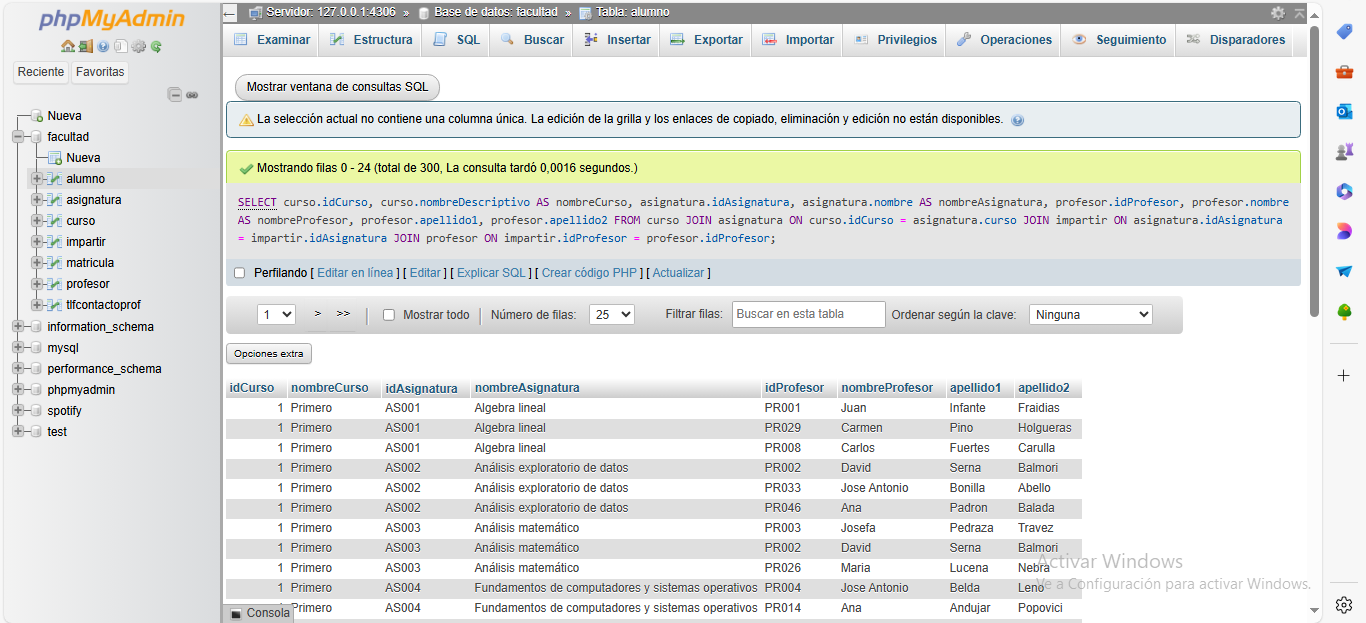 phpMyAdmin
Reciente Favoritas
Nueva
facultad
Nueva
alumno
asignatura
curso
impartir
matricula
profesor
tlfcontactoprof
information_schema
mysql
performance_schema
phpmyadmin
spotify
test
Servidor: 127.0.0.1:4306 » Base de datos: facultad » Tabla: alumno
Examinar Estructura SQL Buscar Insertar Exportar Importar Privilegios Operaciones Seguimiento Disparadores
Mostrar ventana de consultas SQL
La selección actual no contiene una columna única. La edición de la grilla y los enlaces de copiado, eliminación y edición no están disponibles.
Mostrando filas 0 - 24 (total de 300, La consulta tardó 0,0016 segundos.)
SELECT curso.idCurso, curso.nombreDescriptivo AS nombreCurso, asignatura.idAsignatura, asignatura.nombre AS nombreAsignatura, profesor.idProfesor, profesor.nombre
AS nombreProfesor, profesor.apellido1, profesor.apellido2 FROM curso JOIN asignatura ON curso.idCurso = asignatura.curso JOIN impartir ON asignatura.idAsignatura
= impartir.idAsignatura JOIN profesor ON impartir.idProfesor = profesor.idProfesor;
Perfilando [ Editar en línea ] [ Editar ] [ Explicar SQL ] [ Crear código PHP ] [ Actualizar ]
1 > >> | Mostrar todo | Número de filas: 25 Filtrar filas: Buscar en esta tabla Ordenar según la clave: Ninguna
Opciones extra
idCurso nombreCurso idAsignatura nombreAsignatura idProfesor nombreProfesor apellido1 apellido2
1 Primero AS001 Algebra lineal PR001 Juan Infante Fraidias
1 Primero AS001 Algebra lineal PR029 Carmen Pino Holgueras
1 Primero AS001 Algebra lineal PR008 Carlos Fuertes Carulla
1 Primero AS002 Análisis exploratorio de datos PR002 David Serna Balmori
1 Primero AS002 Análisis exploratorio de datos PR033 Jose Antonio Bonilla Abello
1 Primero AS002 Análisis exploratorio de datos PR046 Ana Padron Balada
1 Primero AS003 Análisis matemático PR003 Josefa Pedraza Travez
1 Primero AS003 Análisis matemático PR002 David Serna Balmori
1 Primero AS003 Análisis matemático PR026 Maria Lucena Nebra
1 Primero AS004 Fundamentos de computadores y sistemas operativos PR004 Jose Antonio Belda Leno
Primero AS004 Fundamentos de computadores y sistemas operativos PR014 Ana Andujar Popovici
Consola
Activar Windows
Ve a Configuración para activar Windows.